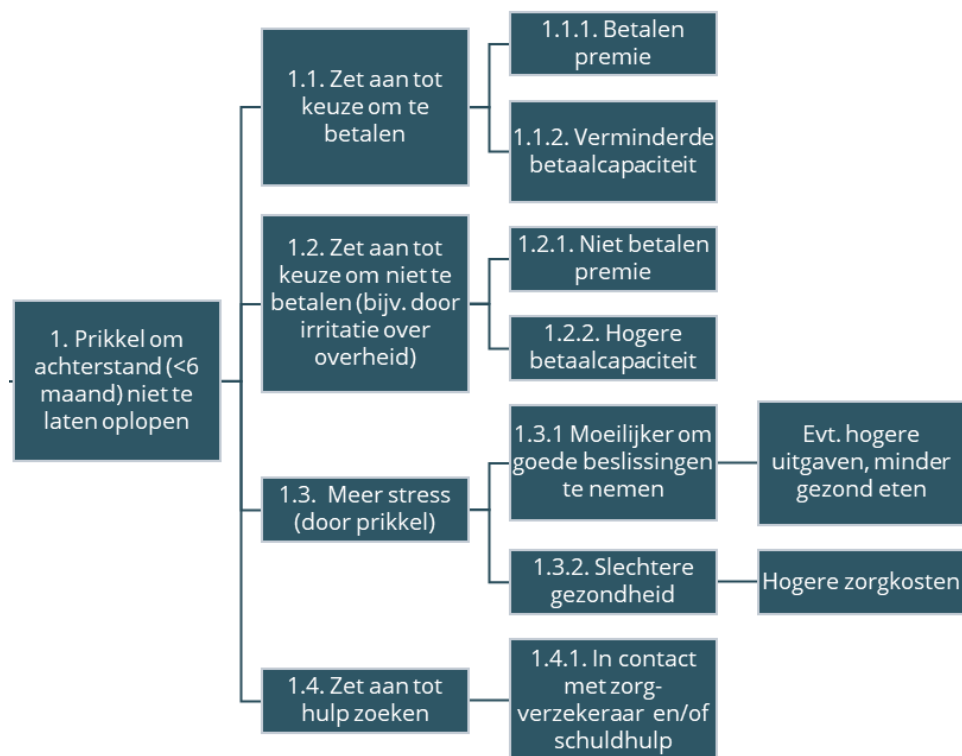 1. Prikkel om
achterstand (<6
maand) niet te
laten oplopen
1.1. Zet aan tot
keuze om te
betalen
1.1.1. Betalen
premie
1.1.2. Verminderde
betaalcapaciteit
1.2. Zet aan tot
keuze om niet te
betalen (bijv. door
irritatie over
overheid)
1.2.1. Niet betalen
premie
1.2.2. Hogere
betaalcapaciteit
1.3. Meer stress
(door prikkel)
1.3.1 Moeilijker om
goede beslissingen
te nemen
Evt. hogere
uitgaven, minder
gezond eten
1.3.2. Slechtere
gezondheid
Hogere zorgkosten
1.4. Zet aan tot
hulp zoeken
1.4.1. In contact
met zorg-
verzekeraar en/of
schuldhulp